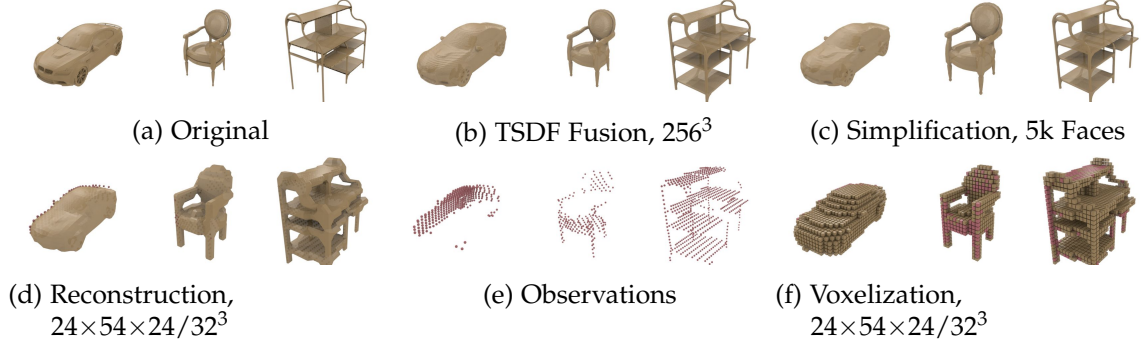 (a) Original
(b) TSDF Fusion, 256³
(c) Simplification, 5k Faces
(d) Reconstruction,
24×54×24/32³
(e) Observations
(f) Voxelization,
24×54×24/32³